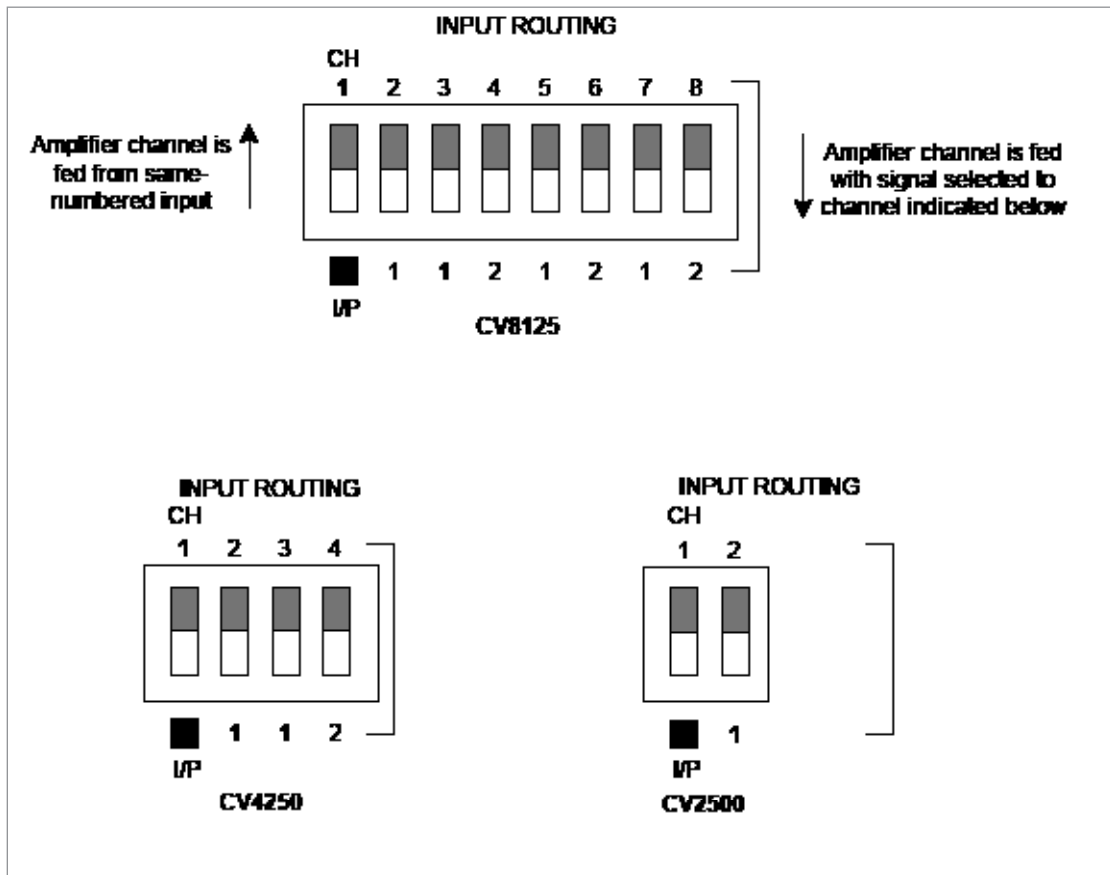 INPUT ROUTING
CH
1 2 3 4 5 6 7 8
Amplifier channel is
fed from same-
numbered input
Amplifier channel is fed
with signal selected to
channel indicated below
1 1 2 1 2 1 2
I/P
CV8125
INPUT ROUTING
CH
1 2 3 4
1 1 2
I/P
CV4250
INPUT ROUTING
CH
1 2
1
I/P
CV2500